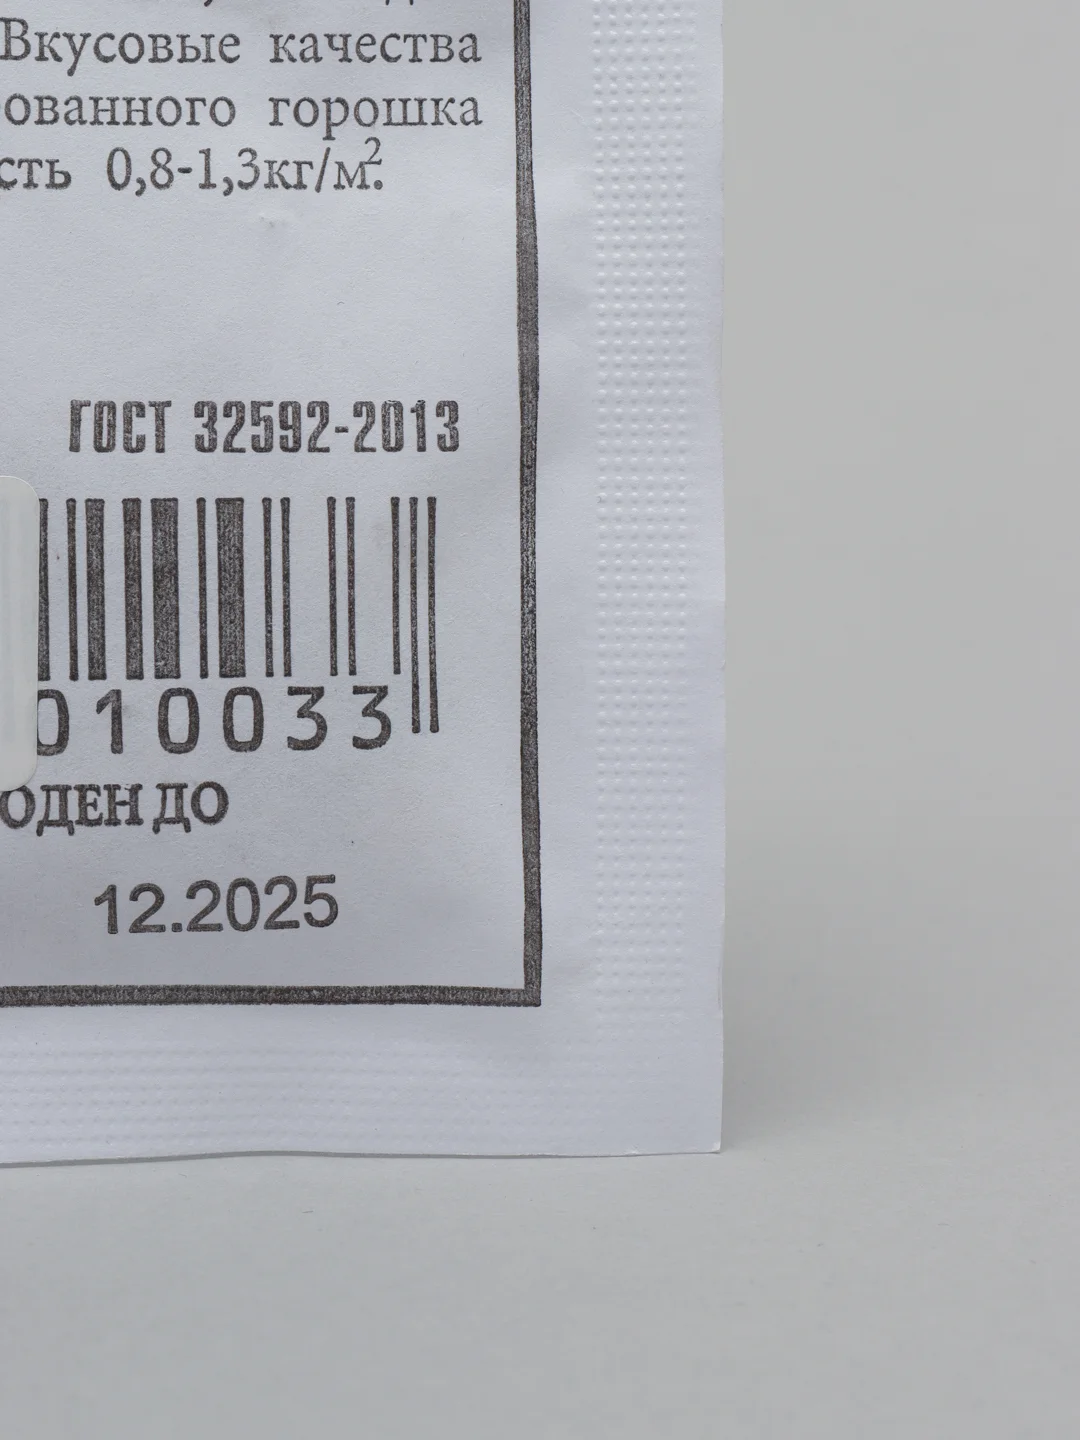 Вкусовые качества
ованного горошка
сть 0,8-1,3кг/м².
ГОСТ 32592-2013
010033
ОДЕН ДО
12.2025